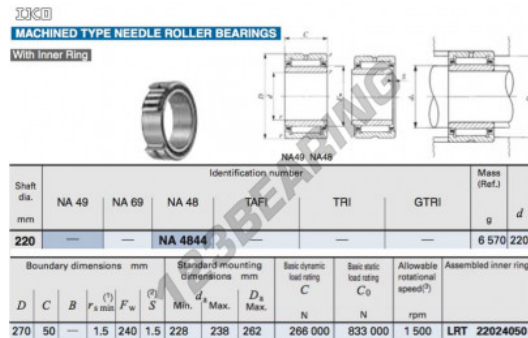 IKO
MACHINED TYPE NEEDLE ROLLER BEARINGS
With Inner Ring
C
NA49 NA48
123BEARING
Shaft dia. mm
Identification number
Mass (Ref.) g
d
NA 49 NA 69 NA 48 TAFI TRI GTRI
220 — — NA 4844 — — — 6 570 220
Boundary dimensions mm
Standard mounting dimensions mm
Basic dynamic load rating C N
Basic static load rating C0 N
Allowable rotational speed(3) rpm
Assembled inner ring
D C B rs min(1) Fw S(2) da Min. Max. Da Max.
270 50 — 1.5 240 1.5 228 238 262 266 000 833 000 1 500 LRT 22024050